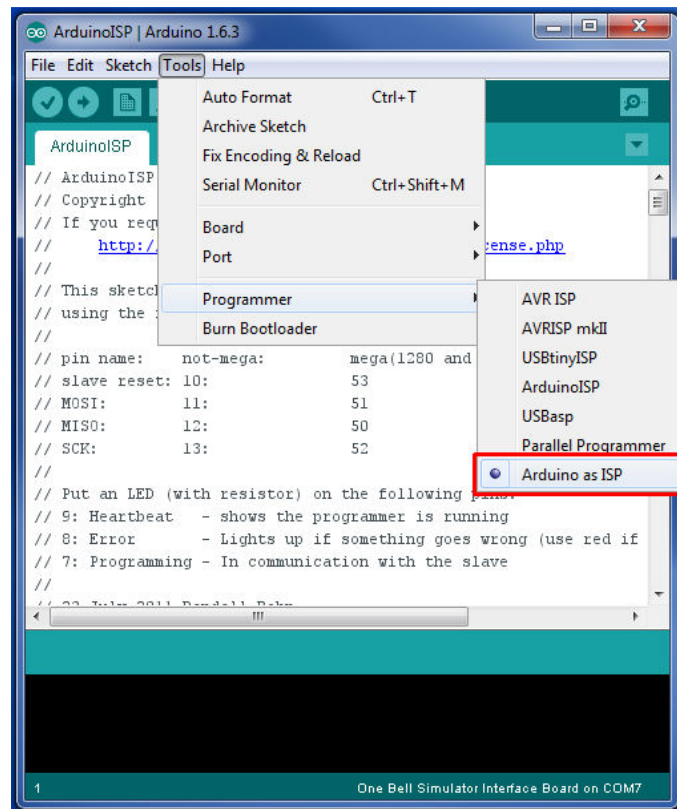 ArduinoISP | Arduino 1.6.3
File Edit Sketch Tools Help
ArduinoISP
Auto Format Ctrl+T
Archive Sketch
Fix Encoding & Reload
Serial Monitor Ctrl+Shift+M
Board
Port
Programmer
Burn Bootloader
AVR ISP
AVRISP mkII
USBtinyISP
ArduinoISP
USBasp
Parallel Programmer
Arduino as ISP
// ArduinoISP
// Copyright
// If you req
// http:/ ense.php
//
// This sketch
// using the
//
// pin name: not-mega: mega(1280 and
// slave reset: 10: 53
// MOSI: 11: 51
// MISO: 12: 50
// SCK: 13: 52
//
// Put an LED (with resistor) on the following pins:
// 9: Heartbeat - shows the programmer is running
// 8: Error - Lights up if something goes wrong (use red if
// 7: Programming - In communication with the slave
//
1 One Bell Simulator Interface Board on COM7